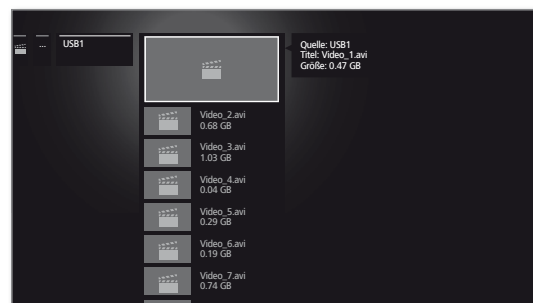 ...
USB1
Quelle: USB1
Titel: Video_1.avi
Größe: 0.47 GB
Video_2.avi
0.68 GB
Video_3.avi
1.03 GB
Video_4.avi
0.04 GB
Video_5.avi
0.29 GB
Video_6.avi
0.19 GB
Video_7.avi
0.74 GB